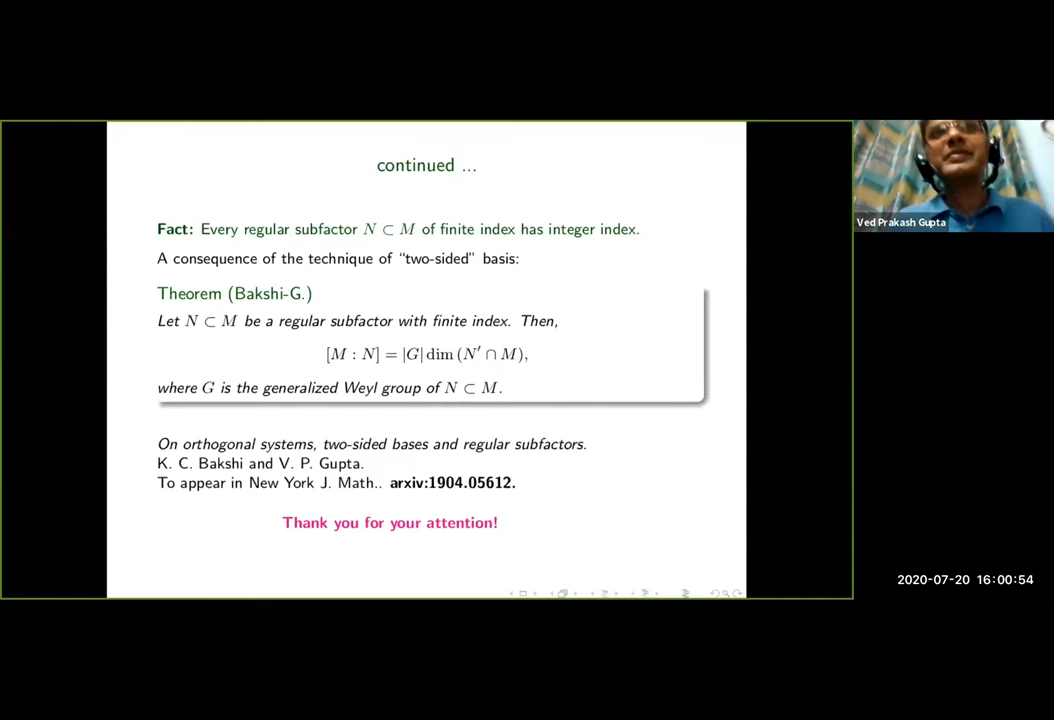 continued ...
Fact: Every regular subfactor N ⊂ M of finite index has integer index.
A consequence of the technique of “two-sided” basis:
Theorem (Bakshi-G.)
Let N ⊂ M be a regular subfactor with finite index. Then,
[M : N] = |G| dim (N′ ∩ M),
where G is the generalized Weyl group of N ⊂ M.
On orthogonal systems, two-sided bases and regular subfactors.
K. C. Bakshi and V. P. Gupta.
To appear in New York J. Math.. arxiv:1904.05612.
Thank you for your attention!
Ved Prakash Gupta
2020-07-20 16:00:54